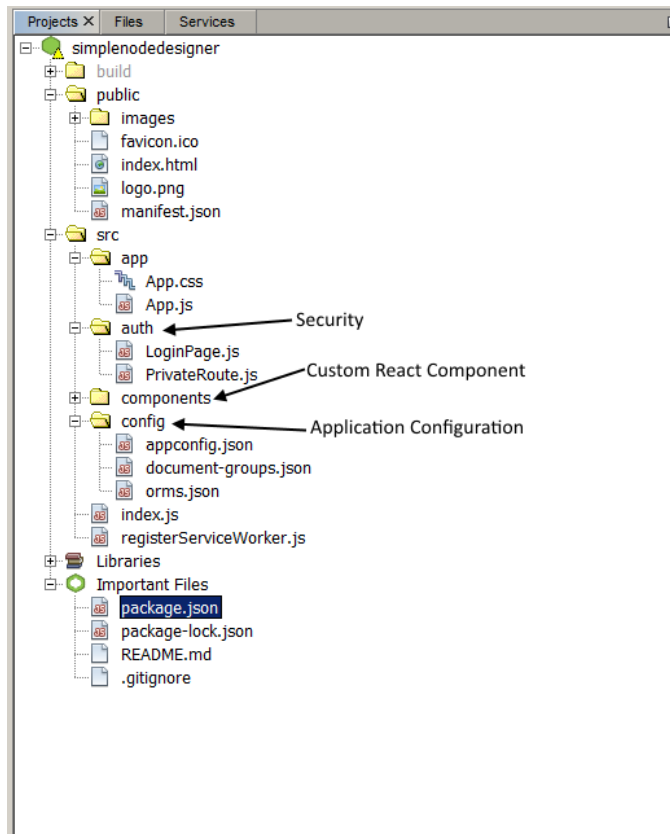 Projects Files Services
simplenodedesigner
build
public
images
favicon.ico
index.html
logo.png
manifest.json
src
app
App.css
App.js
auth
Security
LoginPage.js
PrivateRoute.js
Custom React Component
components
config
Application Configuration
appconfig.json
document-groups.json
orms.json
index.js
registerServiceWorker.js
Libraries
Important Files
package.json
package-lock.json
README.md
.gitignore